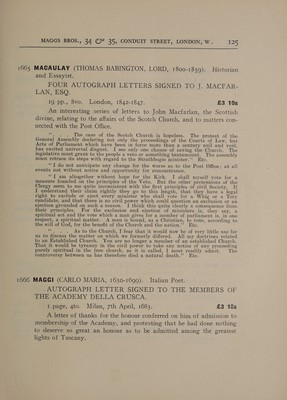 MAGGS BROS., 34 & 35, CONDUIT STREET, LONDON, W. 125
1665 MACAULAY (THOMAS BABINGTON, LORD, 1800-1859). Historian
and Essayist.
FOUR AUTOGRAPH LETTERS SIGNED TO J. MACFAR-
LAN, ESQ.
19 pp., 8vo. London, 1842-1847. £3 10s
An interesting series of letters to John Macfarlan, the Scottish
divine, relating to the affairs of the Scotch Church, and to matters con-
nected with the Post Office.
". . . The case of the Scotch Church is hopeless. The protest of the
General Assembly declaring not only the proceedings of the Courts of Law, but
Acts of Parliament which have been in force more than a century null and void,
has excited universal disgust. I see only one chance of saving the Church. The
legislature must grant to the people a veto or something tantamount. The assembly
must retrace its steps with regard to the Strathbogie minister." Etc.
"I do not anticipate any change for the worse as to the Post Office; at all
events not without notice and opportunity for remonstrance.
"I am altogether without hope for the Kirk. I shall myself vote for a
measure founded on the principles of the Veto. But the other pretensions of the
Clergy seem to me quite inconsistent with the first principles of civil Society. If
I understand their claim rightly they go to this length, that they have a legal
right to exclude or eject every minister who shall vote for a Whig or a Tory
candidate, and that there is no civil power which could question an exclusion or an
ejection grounded on such a reason. I think this quite clearly a consequence from
their principles. For the exclusion and ejection of ministers is, they say, a
spiritual act and the vote which a man gives for a member of parliament is, in one
respect, a spiritual matter. A man is bound, as a Christian, to vote, according to
the will of God, for the benefit of the Church and the nation." Etc.
". . . As to the Church, I fear that it would now be of very little use for
us to discuss the matter on which we formerly differed. All my doctrines related
to an Established Church. You are no longer a member of an established Church.
That it would be tyranny in the civil power to take any notice of any proceeding
purely spiritual in the free church, as it is called, I most readily admit. The
controversy between us has therefore died a natural death." Etc.
1666 MAGGI (CARLO MARIA, 1630-1699). Italian Poet.
AUTOGRAPH LETTER SIGNED TO THE MEMBERS OF
THE ACADEMY DELLA CRUSCA.
1 page, 4to. Milan, 7th April, 1683. £3 10s
A letter of thanks for the honour conferred on him of admission to
membership of the Academy, and protesting that he had done nothing
to deserve so great an honour as to be admitted among the greatest
lights of Tuscany.